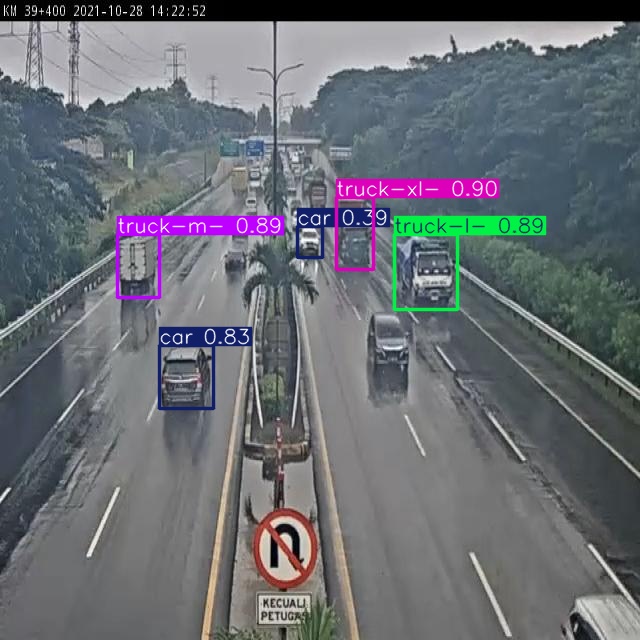 KM 39+400 2021-10-28 14:22:52
truck-xl- 0.90
car 0.39
truck-m- 0.89
truck-l- 0.89
car 0.83
KECUALI
PETUGAS